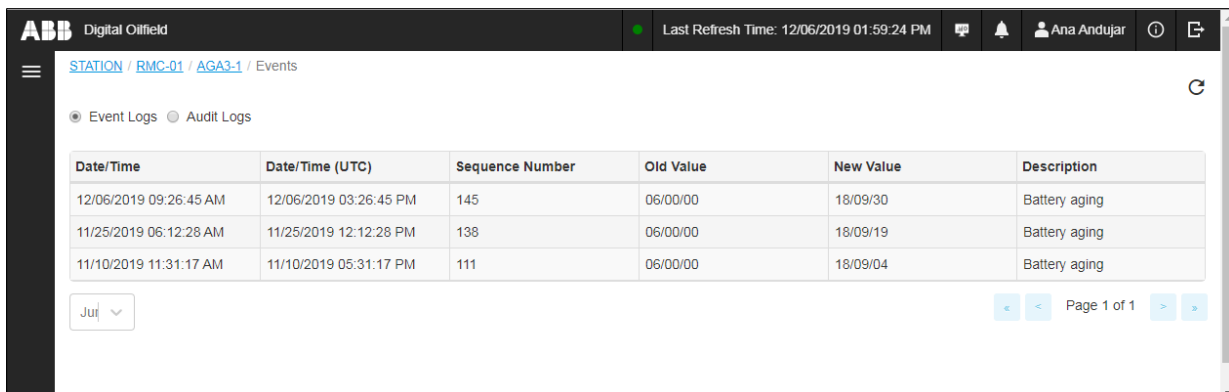 ABB Digital Oilfield Last Refresh Time: 12/06/2019 01:59:24 PM Ana Andujar
STATION / RMC-01 / AGA3-1 / Events
Event Logs Audit Logs
Date/Time Date/Time (UTC) Sequence Number Old Value New Value Description
12/06/2019 09:26:45 AM 12/06/2019 03:26:45 PM 145 06/00/00 18/09/30 Battery aging
11/25/2019 06:12:28 AM 11/25/2019 12:12:28 PM 138 06/00/00 18/09/19 Battery aging
11/10/2019 11:31:17 AM 11/10/2019 05:31:17 PM 111 06/00/00 18/09/04 Battery aging
« < Page 1 of 1 > »